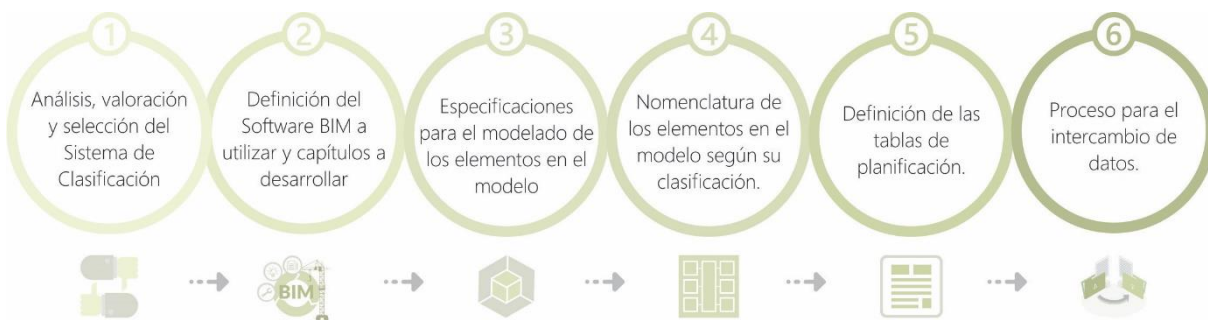 1
Análisis, valoración
y selección del
Sistema de
Clasificación
2
Definición del
Software BIM a
utilizar y capítulos a
desarrollar
3
Especificaciones
para el modelado de
los elementos en el
modelo
4
Nomenclatura de
los elementos en el
modelo según su
clasificación.
5
Definición de las
tablas de
planificación.
6
Proceso para el
intercambio de
datos.
BIM